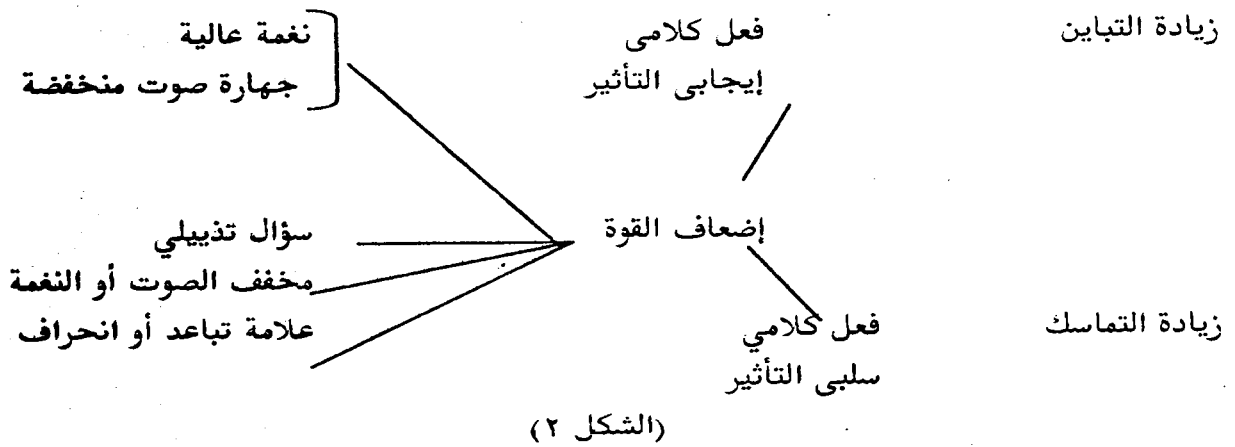 زيادة التباين
فعل كلامى
إيجابى التأثير
نغمة عالية
جهارة صوت منخفضة
إضعاف القوة
سؤال تذييلي
مخفف الصوت أو النغمة
علامة تباعد أو انحراف
زيادة التماسك
فعل كلامي
سلبى التأثير
(الشكل ٢)